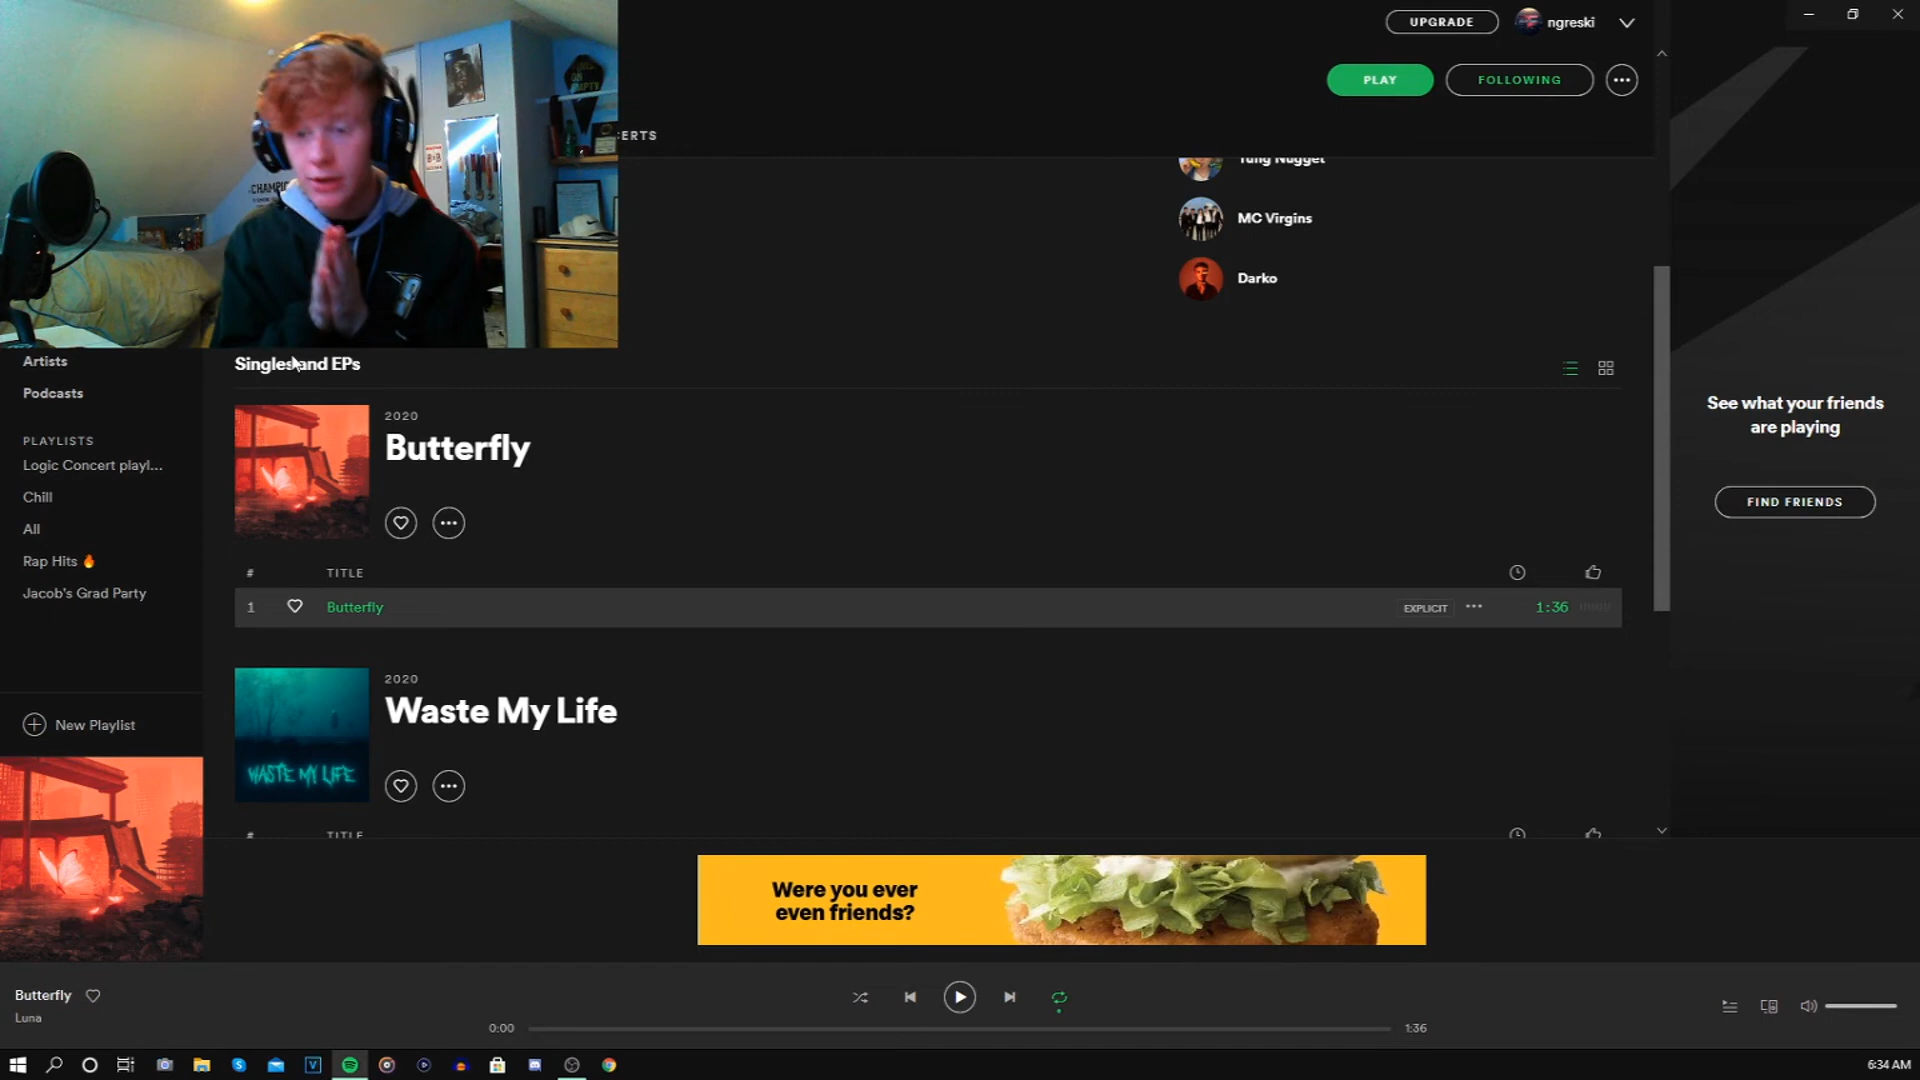 UPGRADE
ngreski
PLAY
FOLLOWING
ERTS
Yung Nugget
MC Virgins
Darko
CHAMPI
Artists
Podcasts
PLAYLISTS
Logic Concert playl...
Chill
All
Rap Hits 🔥
Jacob's Grad Party
New Playlist
Singles and EPs
2020
Butterfly
# TITLE
1 Butterfly EXPLICIT 1:36
2020
Waste My Life
WASTE MY LIFE
# TITLE
See what your friends
are playing
FIND FRIENDS
Were you ever
even friends?
Butterfly
Luna
0:00
1:36
6:34 AM